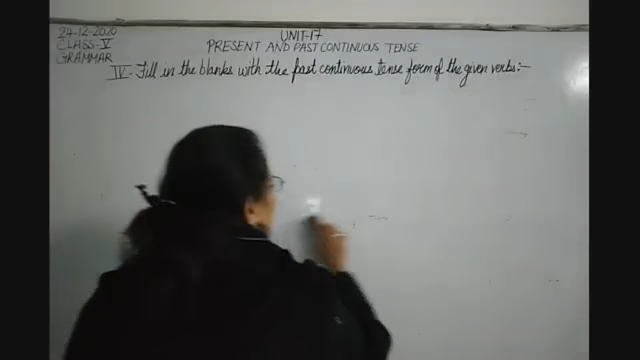 24-12-2020
CLASS-V
GRAMMAR
UNIT-17
PRESENT AND PAST CONTINUOUS TENSE
IV. Fill in the blanks with the past continuous tense form of the given verbs:-